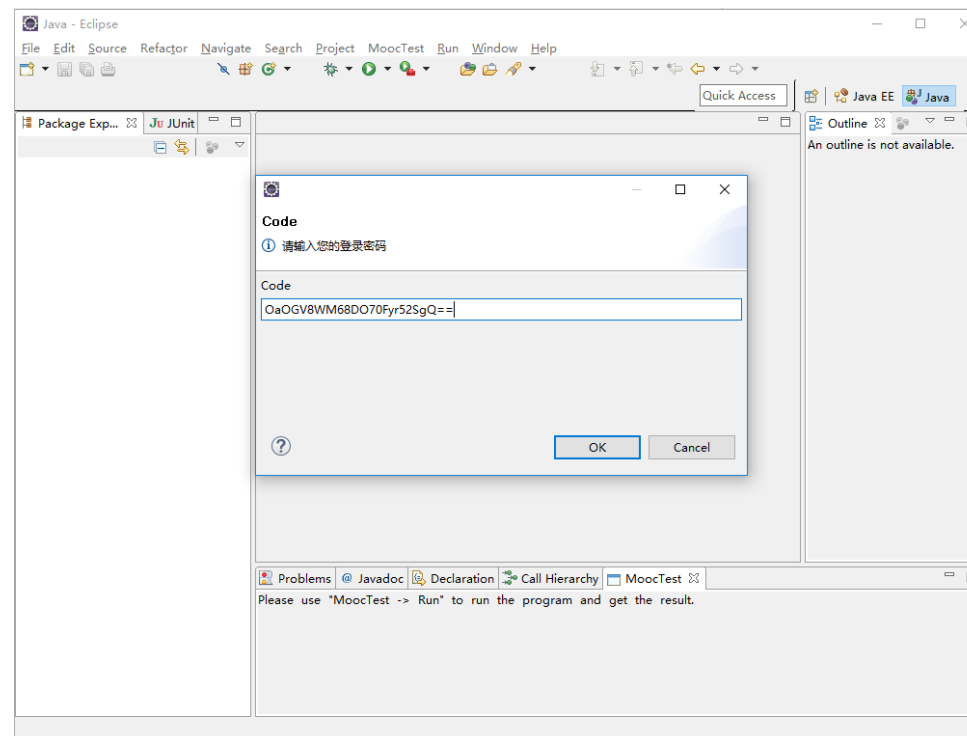 Java - Eclipse
File Edit Source Refactor Navigate Search Project MoocTest Run Window Help
Quick Access
Java EE
Java
Package Exp...
JU JUnit
Outline
An outline is not available.
Code
请输入您的登录密码
Code
OaOGV8WM68DO70Fyr52SgQ==
OK
Cancel
Problems @ Javadoc Declaration Call Hierarchy MoocTest
Please use "MoocTest -> Run" to run the program and get the result.